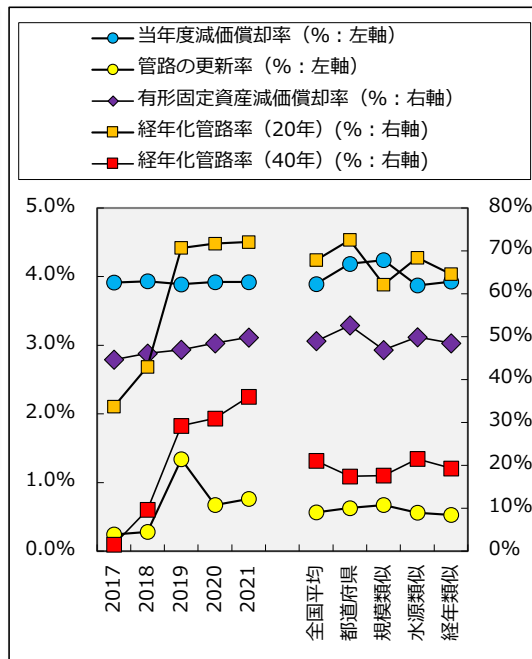 当年度減価償却率（%：左軸）
管路の更新率（%：左軸）
有形固定資産減価償却率（%：右軸）
経年化管路率（20年）(%：右軸)
経年化管路率（40年）(%：右軸)
5.0%
4.0%
3.0%
2.0%
1.0%
0.0%
80%
70%
60%
50%
40%
30%
20%
10%
0%
2017
2018
2019
2020
2021
全国平均
都道府県
規模類似
水源類似
経年類似